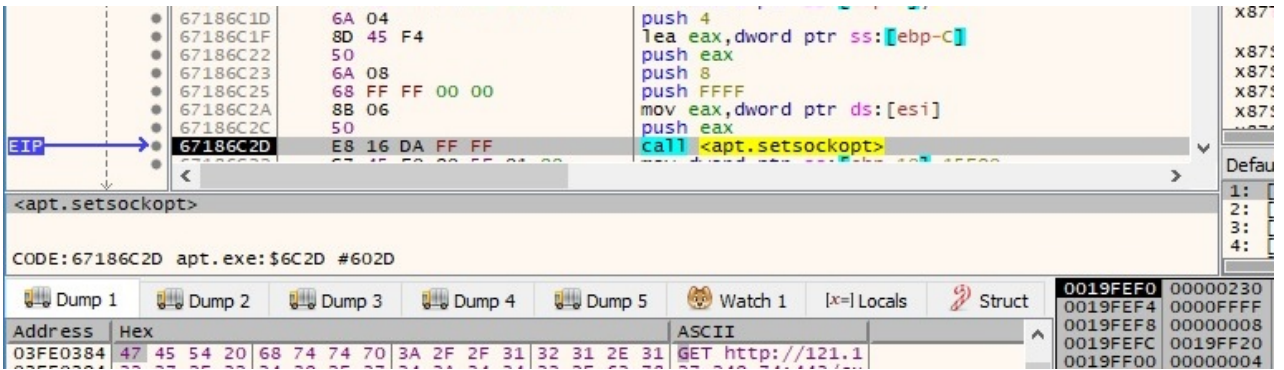 x87
67186C1D 6A 04 push 4
67186C1F 8D 45 F4 lea eax,dword ptr ss:[ebp-C]
67186C22 50 push eax
67186C23 6A 08 push 8
67186C25 68 FF FF 00 00 push FFFF
67186C2A 8B 06 mov eax,dword ptr ds:[esi]
67186C2C 50 push eax
EIP 67186C2D E8 16 DA FF FF call <apt.setsockopt>
Defau
1:
2:
3:
4:
<apt.setsockopt>
CODE:67186C2D apt.exe:$6C2D #602D
Dump 1 Dump 2 Dump 3 Dump 4 Dump 5 Watch 1 [x=] Locals Struct
Address Hex ASCII
03FE0384 47 45 54 20 68 74 74 70 3A 2F 2F 31 32 31 2E 31 GET http://121.1
0019FEF0 00000230
0019FEF4 0000FFFF
0019FEF8 00000008
0019FEFC 0019FF20
0019FF00 00000004